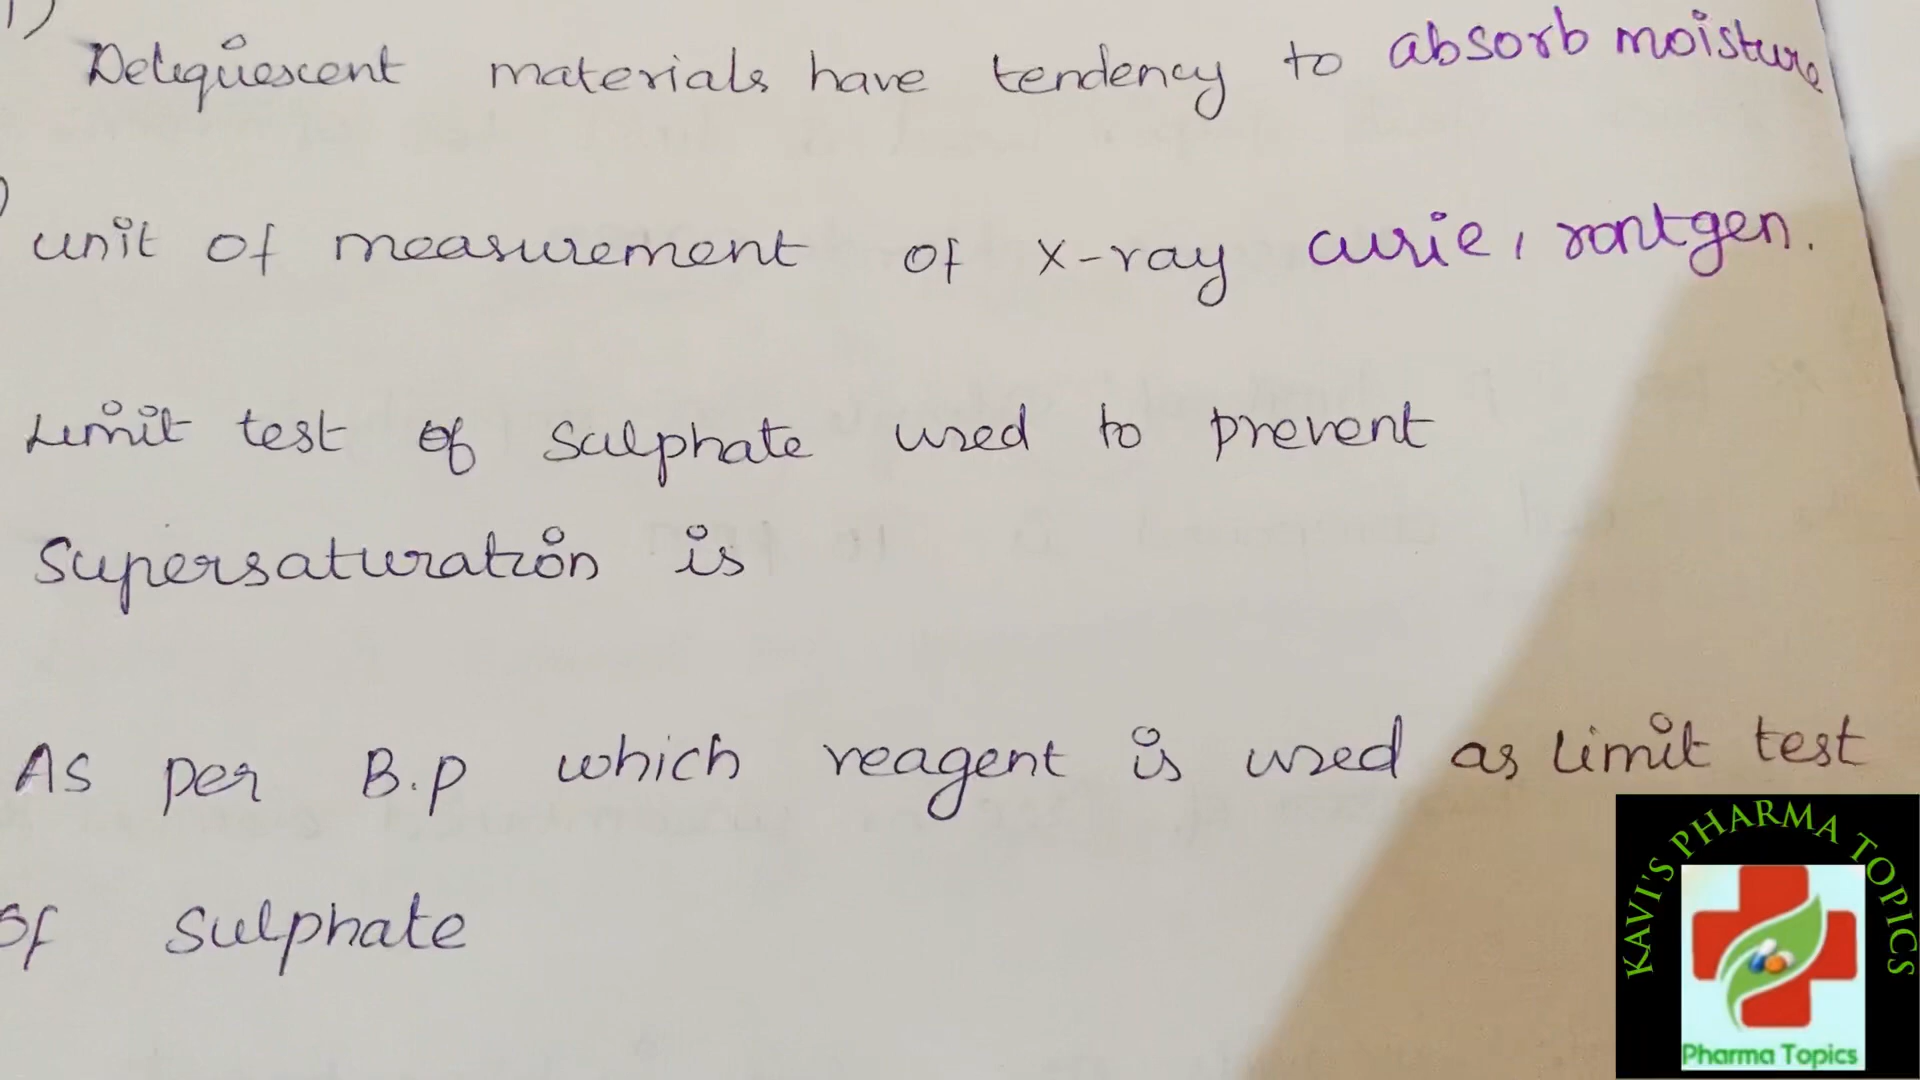 1)
Deliquescent materials have tendency to absorb moisture
unit of measurement of x-ray curie, rontgen.
Limit test of Sulphate used to prevent
Supersaturation is
As per B.p which reagent is used as limit test
of sulphate
KAVI'S PHARMA TOPICS
Pharma Topics